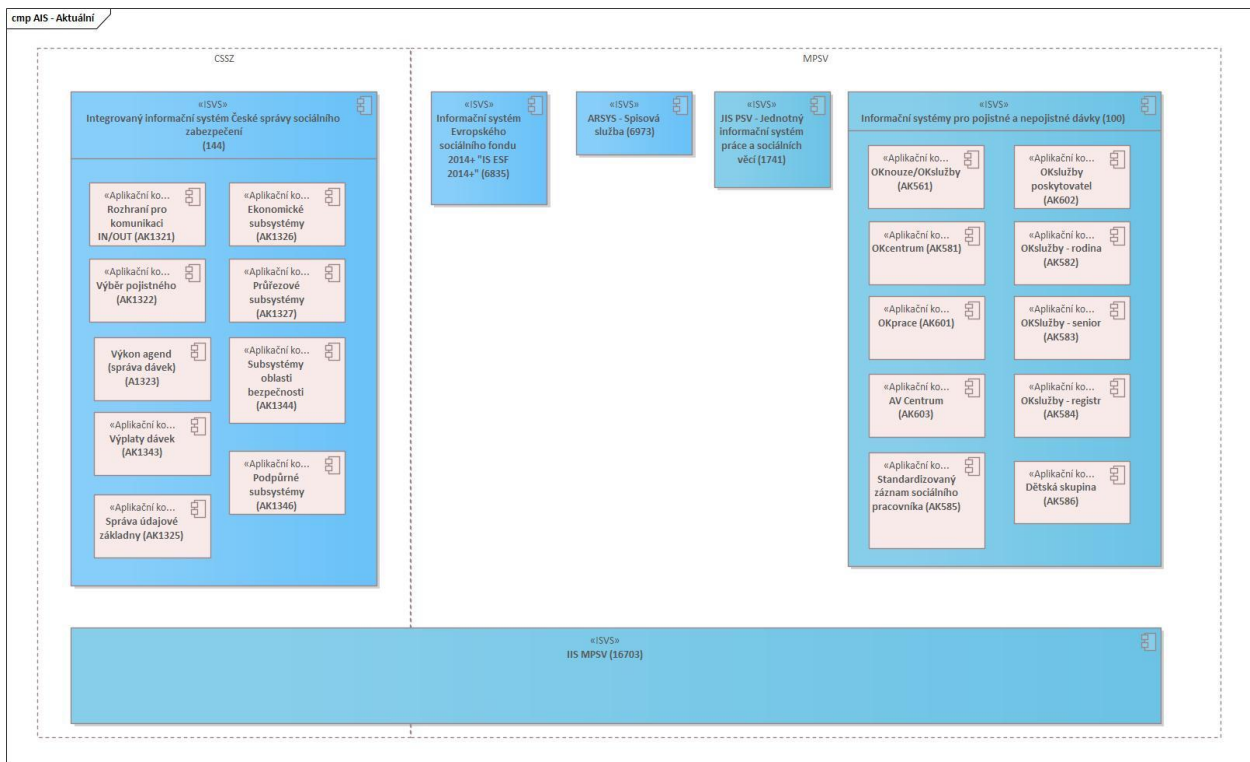 cmp AIS - Aktuální
CSSZ
«ISVS»
Integrovaný informační systém České správy sociálního
zabezpečení
(144)
«Aplikační ko...
Rozhraní pro
komunikaci
IN/OUT (AK1321)
«Aplikační ko...
Ekonomické
subsystémy
(AK1326)
«Aplikační ko...
Výběr pojistného
(AK1322)
«Aplikační ko...
Průřezové
subsystémy
(AK1327)
Výkon agend
(správa dávek)
(A1323)
«Aplikační ko...
Subsystémy
oblasti
bezpečnosti
(AK1344)
«Aplikační ko...
Výplaty dávek
(AK1343)
«Aplikační ko...
Podpůrné
subsystémy
(AK1346)
«Aplikační ko...
Správa údajové
základny (AK1325)
MPSV
«ISVS»
Informační systém
Evropského
sociálního fondu
2014+ "IS ESF
2014+" (6835)
«ISVS»
ARSYS - Spisová
služba (6973)
«ISVS»
JIS PSV - Jednotný
informační systém
práce a sociálních
věcí (1741)
«ISVS»
Informační systémy pro pojistné a nepojistné dávky (100)
«Aplikační ko...
OKnouze/OKslužby
(AK561)
«Aplikační ko...
OKslužby
poskytovatel
(AK602)
«Aplikační ko...
OKcentrum (AK581)
«Aplikační ko...
OKslužby - rodina
(AK582)
«Aplikační ko...
OKprace (AK601)
«Aplikační ko...
OKSlužby - senior
(AK583)
«Aplikační ko...
AV Centrum
(AK603)
«Aplikační ko...
OKslužby - registr
(AK584)
«Aplikační ko...
Standardizovaný
záznam sociálního
pracovníka (AK585)
«Aplikační ko...
Dětská skupina
(AK586)
«ISVS»
IIS MPSV (16703)